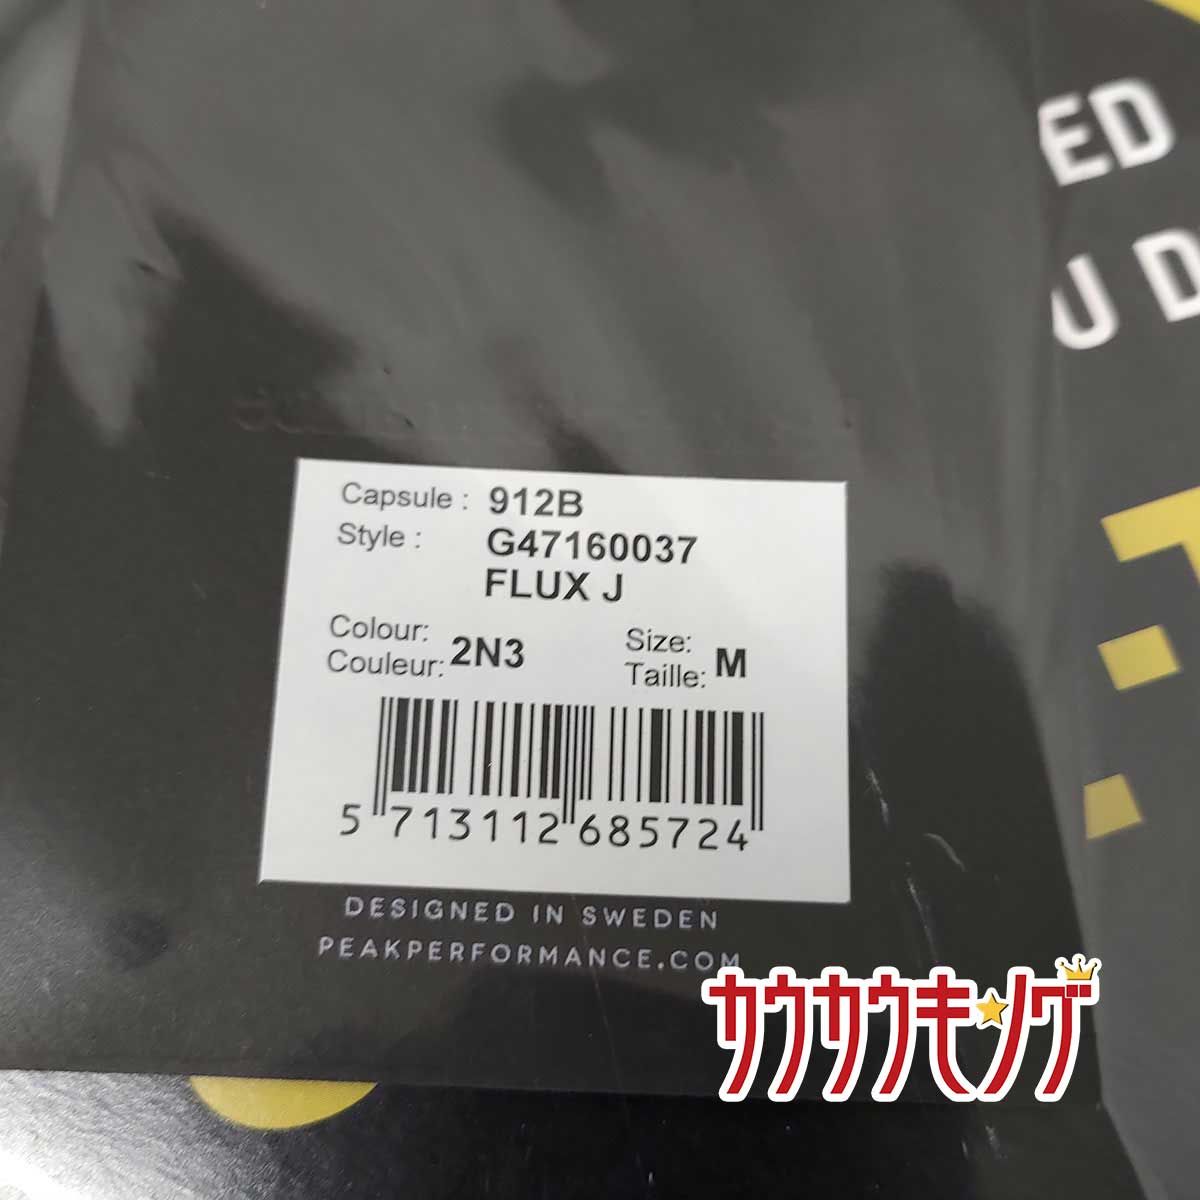 ED
U D
Capsule : 912B
Style : G47160037
FLUX J
Colour:
Couleur: 2N3
Size:
Taille: M
5 713112 685724
DESIGNED IN SWEDEN
PEAKPERFORMANCE.COM
カウカウキング